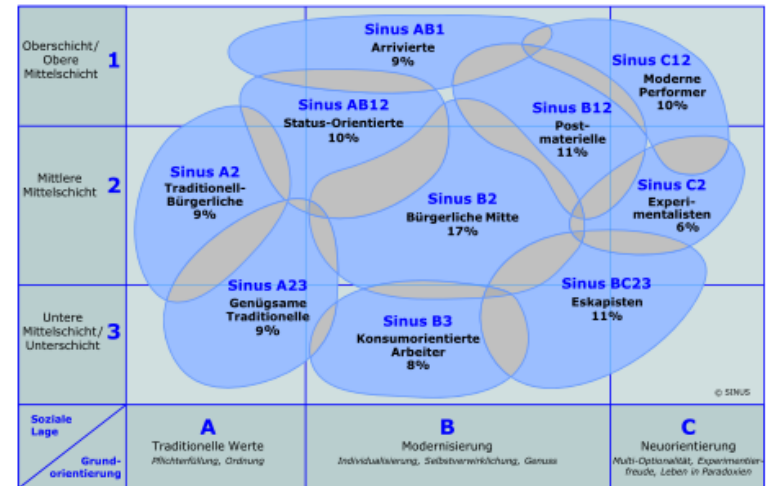 Oberschicht/
Obere
Mittelschicht
1
Mittlere
Mittelschicht
2
Untere
Mittelschicht/
Unterschicht
3
Sinus AB1
Arrivierte
9%
Sinus C12
Moderne
Performer
10%
Sinus AB12
Status-Orientierte
10%
Sinus B12
Post-
materielle
11%
Sinus A2
Traditionell-
Bürgerliche
9%
Sinus B2
Bürgerliche Mitte
17%
Sinus C2
Experi-
mentalisten
6%
Sinus A23
Genügsame
Traditionelle
9%
Sinus B3
Konsumorientierte
Arbeiter
8%
Sinus BC23
Eskapisten
11%
© SINUS
Soziale
Lage
Grund-
orientierung
A
Traditionelle Werte
Pflichterfüllung, Ordnung
B
Modernisierung
Individualisierung, Selbstverwirklichung, Genuss
C
Neuorientierung
Multi-Optionalität, Experimentier-
freude, Leben in Paradoxien